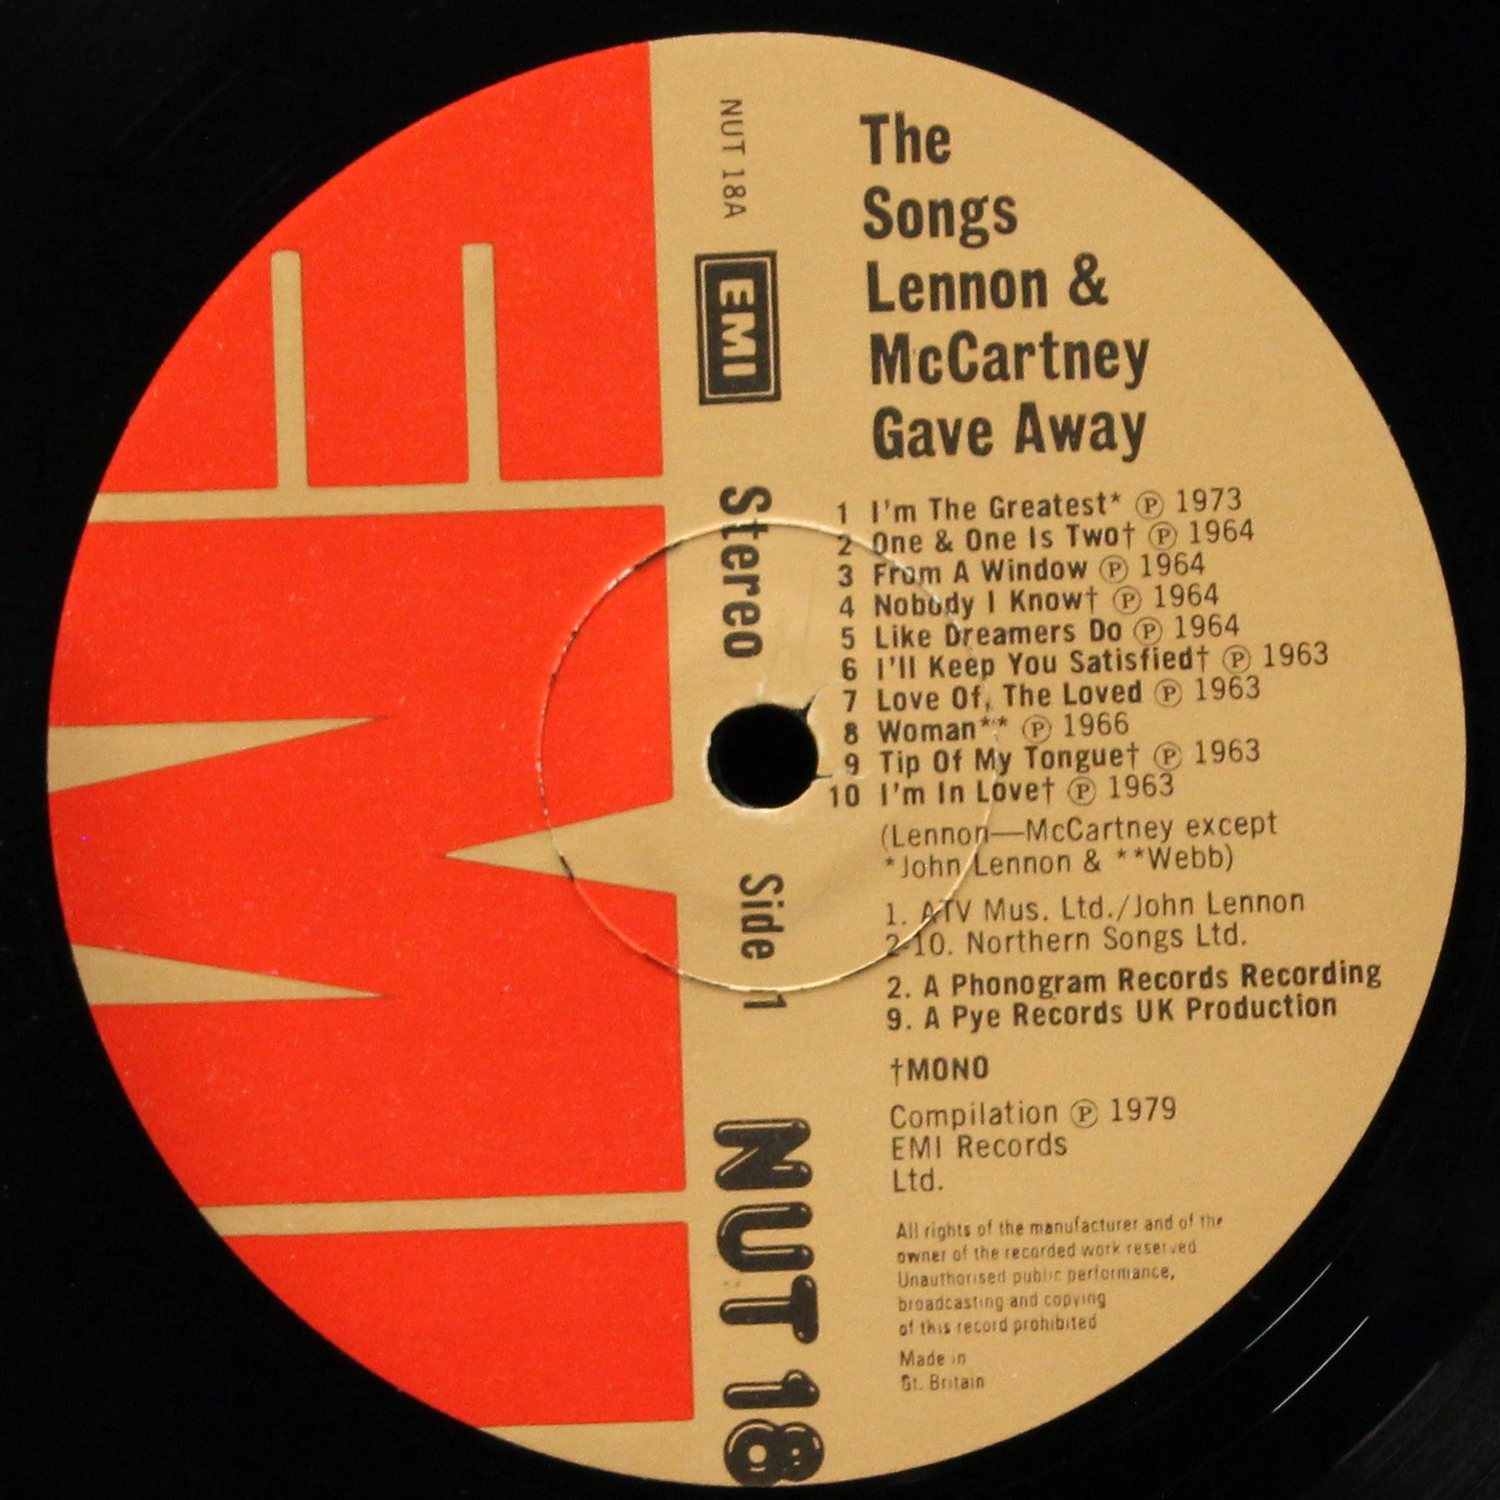 The
Songs
Lennon &
McCartney
Gave Away
1 I'm The Greatest* ℗ 1973
2 One & One Is Two† ℗ 1964
3 From A Window ℗ 1964
4 Nobody I Know† ℗ 1964
5 Like Dreamers Do ℗ 1964
6 I'll Keep You Satisfied† ℗ 1963
7 Love Of The Loved ℗ 1963
8 Woman** ℗ 1966
9 Tip Of My Tongue† ℗ 1963
10 I'm In Love† ℗ 1963
(Lennon—McCartney except
*John Lennon & **Webb)
1. ATV Mus. Ltd./John Lennon
2-10. Northern Songs Ltd.
2. A Phonogram Records Recording
9. A Pye Records UK Production
†MONO
Compilation ℗ 1979
EMI Records
Ltd.
All rights of the manufacturer and of the
owner of the recorded work reserved
Unauthorised public performance,
broadcasting and copying
of this record prohibited
Made in
Gt. Britain
NUT 18A
EMI
Stereo
Side 1
NUT 18
EMI